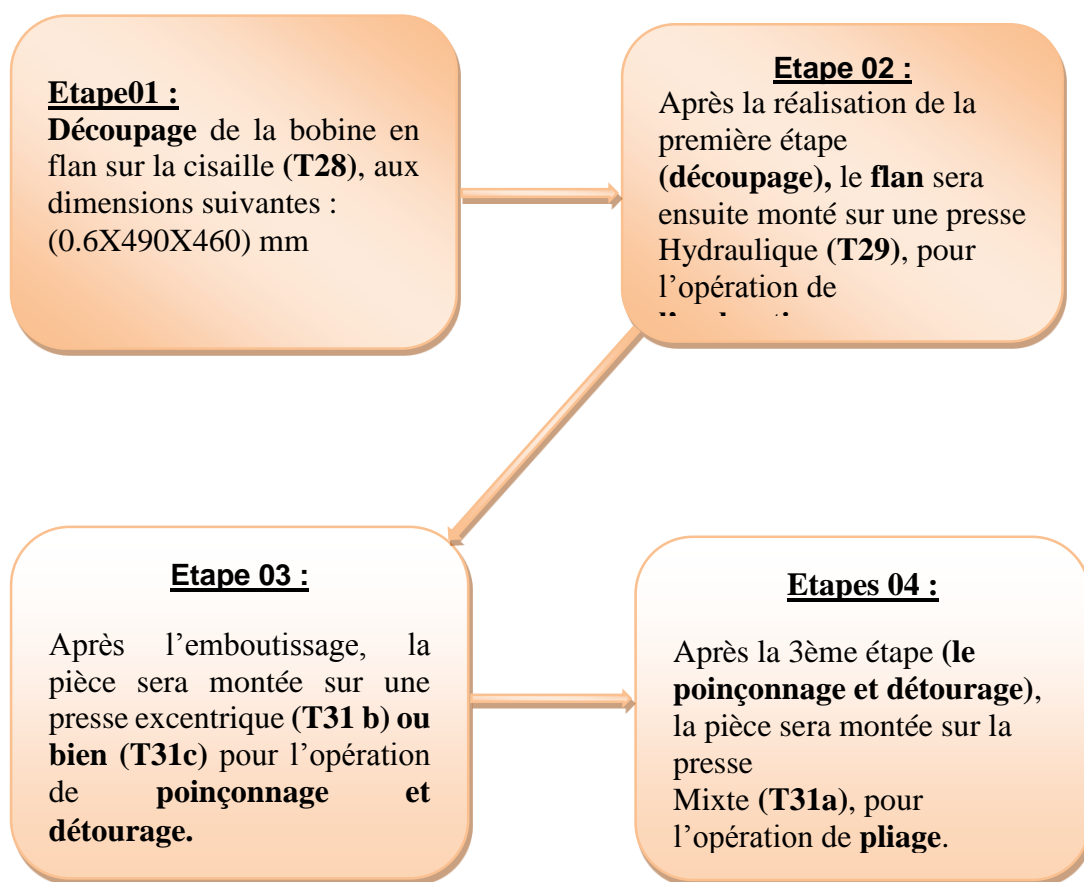 Etape01 :
Découpage de la bobine en
flan sur la cisaille (T28), aux
dimensions suivantes :
(0.6X490X460) mm
Etape 02 :
Après la réalisation de la
première étape
(découpage), le flan sera
ensuite monté sur une presse
Hydraulique (T29), pour
l’opération de
Etape 03 :
Après l’emboutissage, la
pièce sera montée sur une
presse excentrique (T31 b) ou
bien (T31c) pour l’opération
de poinçonnage et
détourage.
Etapes 04 :
Après la 3ème étape (le
poinçonnage et détourage),
la pièce sera montée sur la
presse
Mixte (T31a), pour
l’opération de pliage.